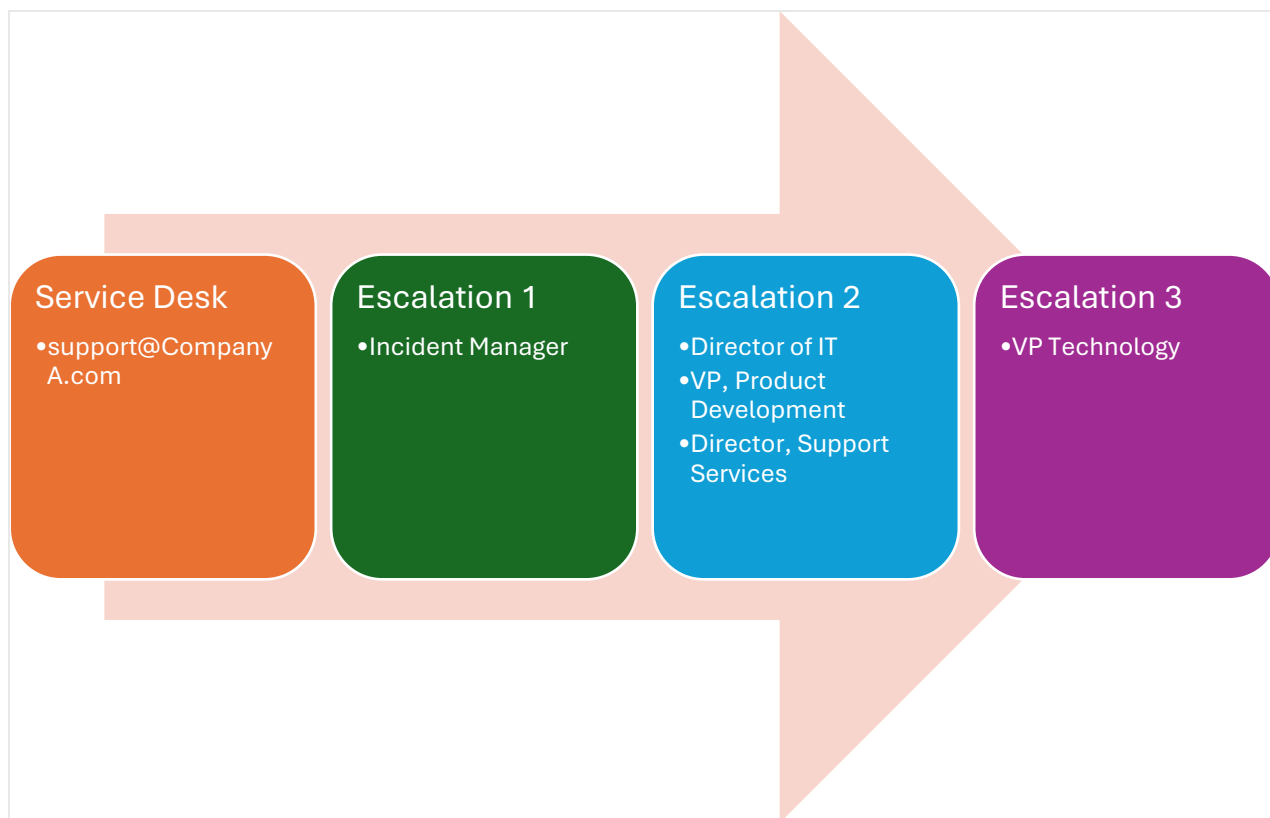 Service Desk
•support@Company
A.com
Escalation 1
•Incident Manager
Escalation 2
•Director of IT
•VP, Product
Development
•Director, Support
Services
Escalation 3
•VP Technology